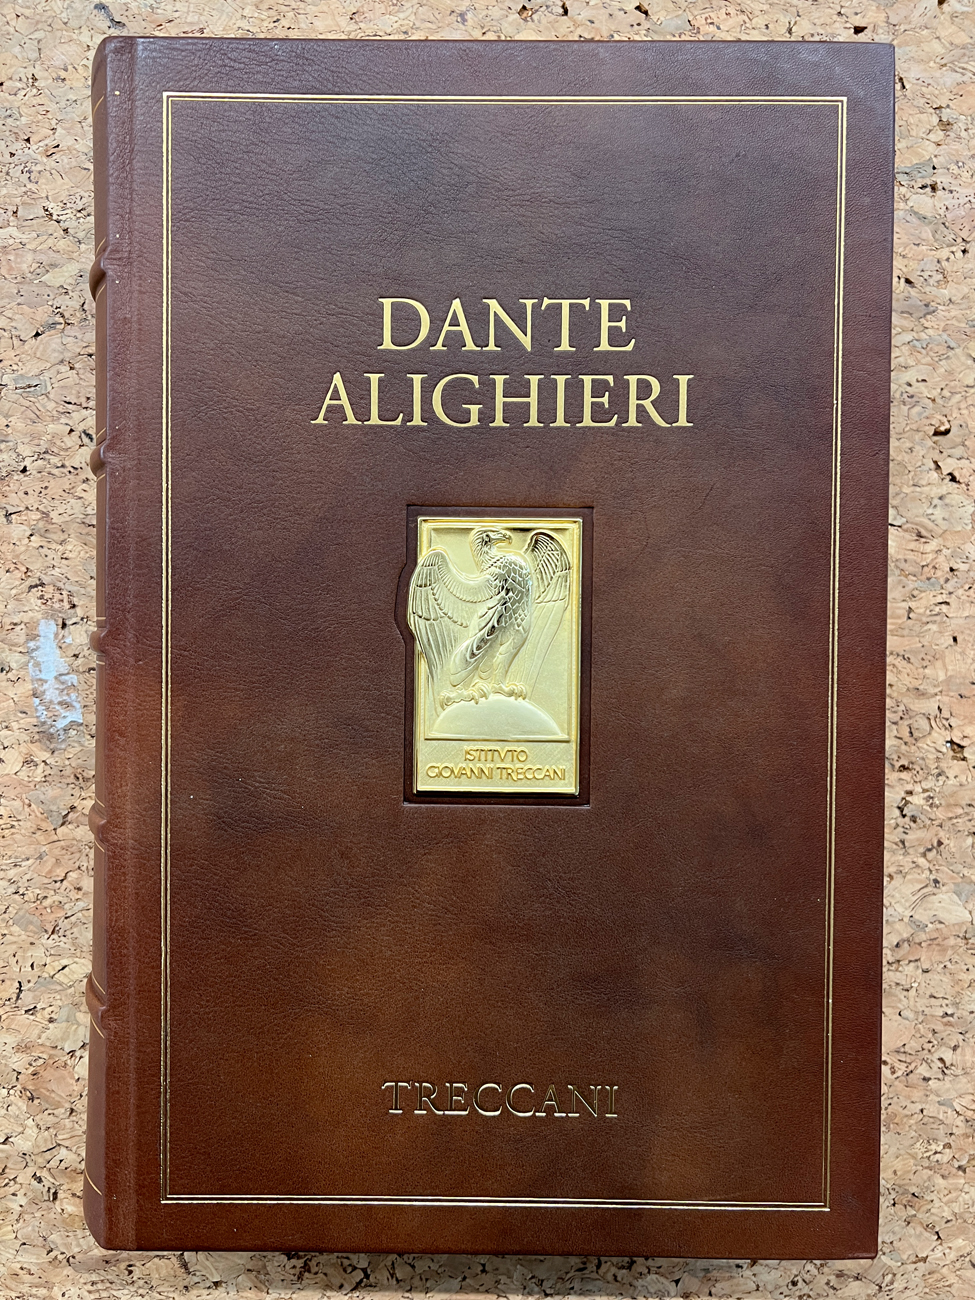 DANTE
ALIGHIERI
ISTITVTO
GIOVANNI TRECCANI
TRECCANI